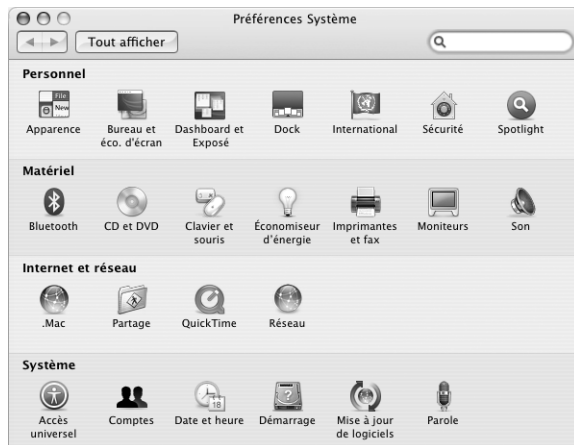 Préférences Système
Tout afficher
Personnel
File
New
Apparence
Bureau et
éco. d'écran
Dashboard et
Exposé
Dock
International
Sécurité
Spotlight
Matériel
Bluetooth
CD et DVD
Clavier et
souris
Économiseur
d'énergie
Imprimantes
et fax
Moniteurs
Son
Internet et réseau
.Mac
Partage
QuickTime
Réseau
Système
18
?
Accès
universel
Comptes
Date et heure
Démarrage
Mise à jour
de logiciels
Parole